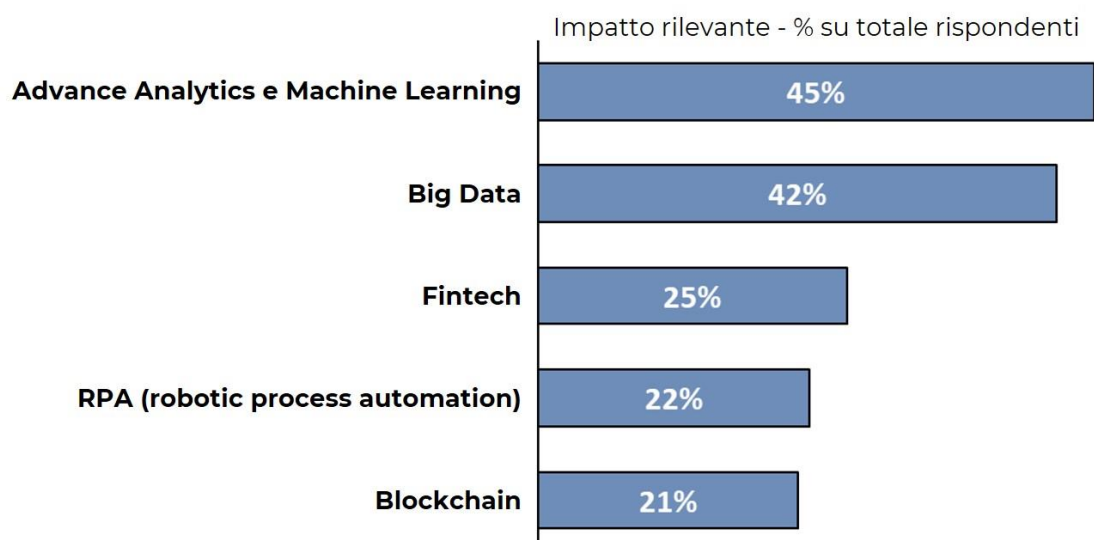 Impatto rilevante - % su totale rispondenti
Advance Analytics e Machine Learning
45%
Big Data
42%
Fintech
25%
RPA (robotic process automation)
22%
Blockchain
21%